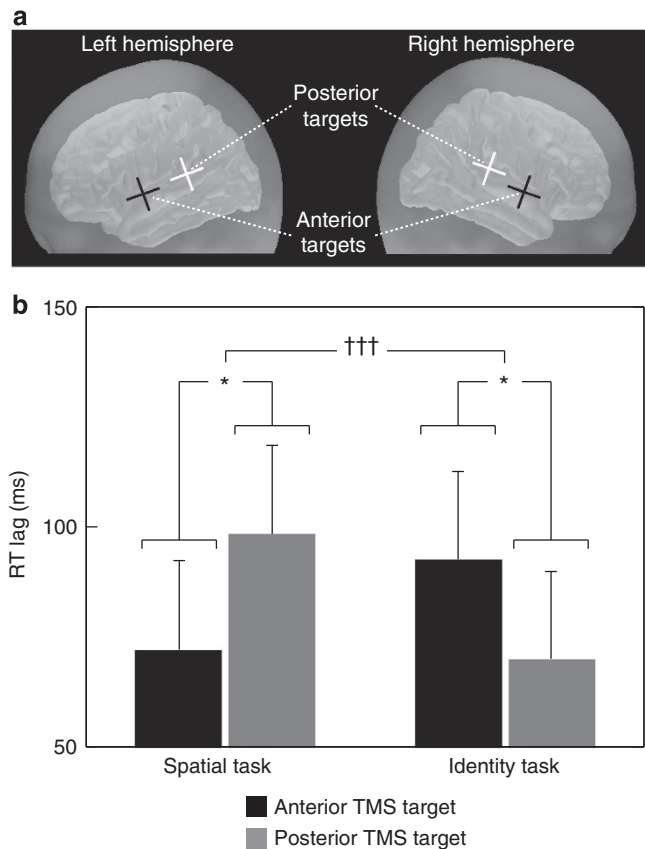 a
Left hemisphere
Right hemisphere
Posterior
targets
Anterior
targets
b
150
†††
*
*
100
RT lag (ms)
50
Spatial task
Identity task
Anterior TMS target
Posterior TMS target